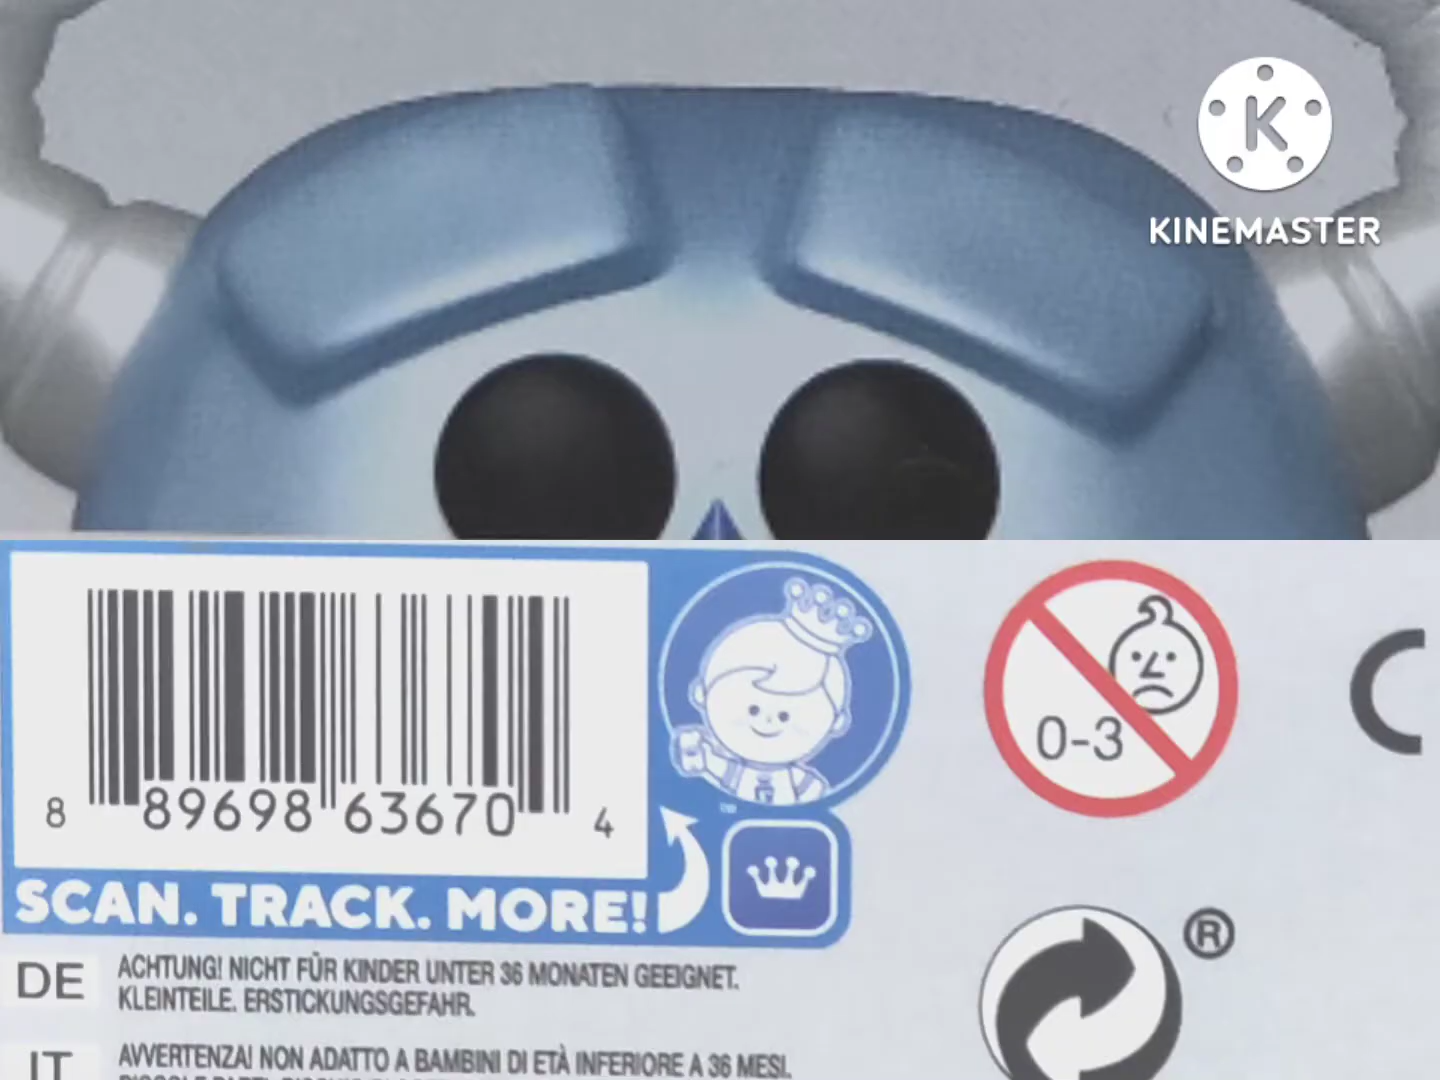 K
KINEMASTER
0-3
8 89698 63670 4
SCAN. TRACK. MORE!
™
®
DE
ACHTUNG! NICHT FÜR KINDER UNTER 36 MONATEN GEEIGNET.
KLEINTEILE. ERSTICKUNGSGEFAHR.
IT
AVVERTENZA! NON ADATTO A BAMBINI DI ETÀ INFERIORE A 36 MESI.